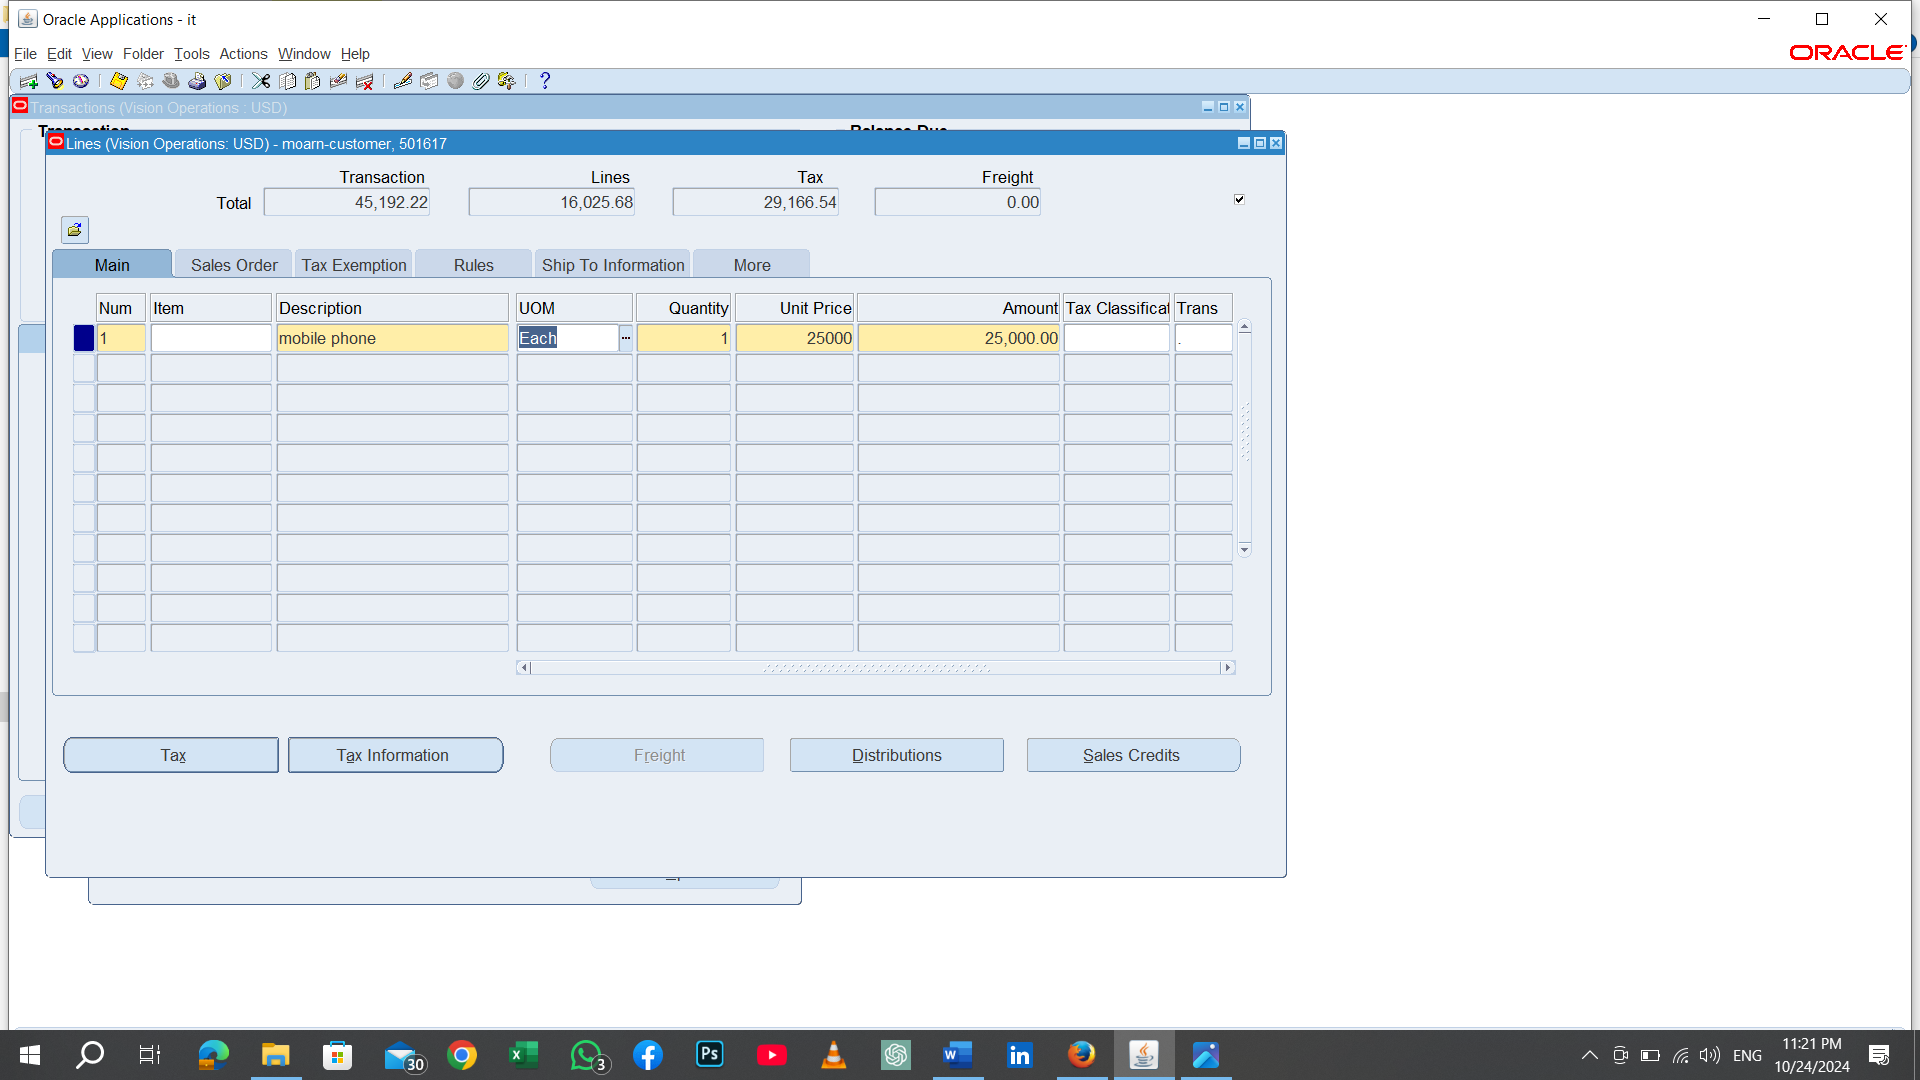 Oracle Applications - it
File Edit View Folder Tools Actions Window Help
ORACLE
Transactions (Vision Operations : USD)
Transaction Balance Due
Lines (Vision Operations: USD) - moarn-customer, 501617
Transaction Lines Tax Freight
Total 45,192.22 16,025.68 29,166.54 0.00
Main Sales Order Tax Exemption Rules Ship To Information More
Num Item Description UOM Quantity Unit Price Amount Tax Classificat Trans
1 mobile phone Each 1 25000 25,000.00 .
Tax Tax Information Freight Distributions Sales Credits
30 3 ENG 11:21 PM
10/24/2024